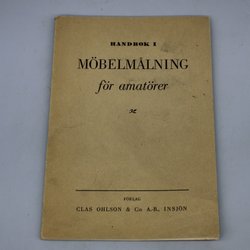 HANDBOK I
MÖBELMÅLNING
för amatörer
FÖRLAG
CLAS OHLSON & Co A.-B., INSJÖN